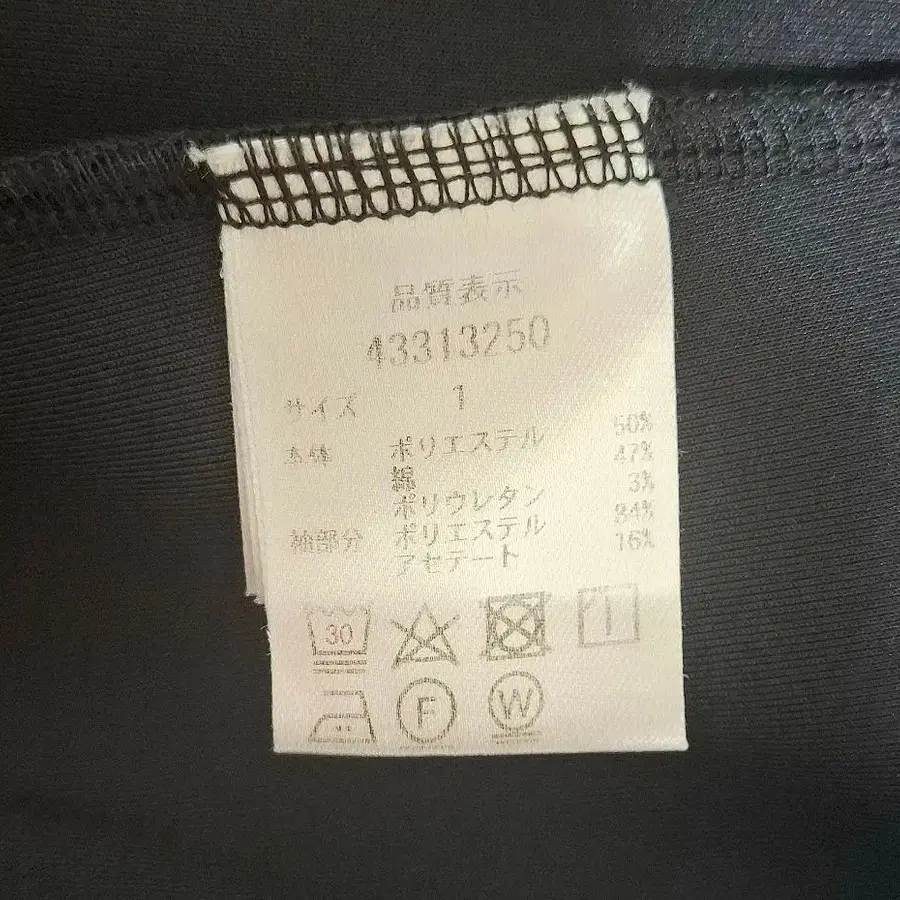 品質表示
43313250
サイズ 1
本体 ポリエステル 50%
綿 47%
ポリウレタン 3%
袖部分 ポリエステル 84%
アセテート 16%
30
F W